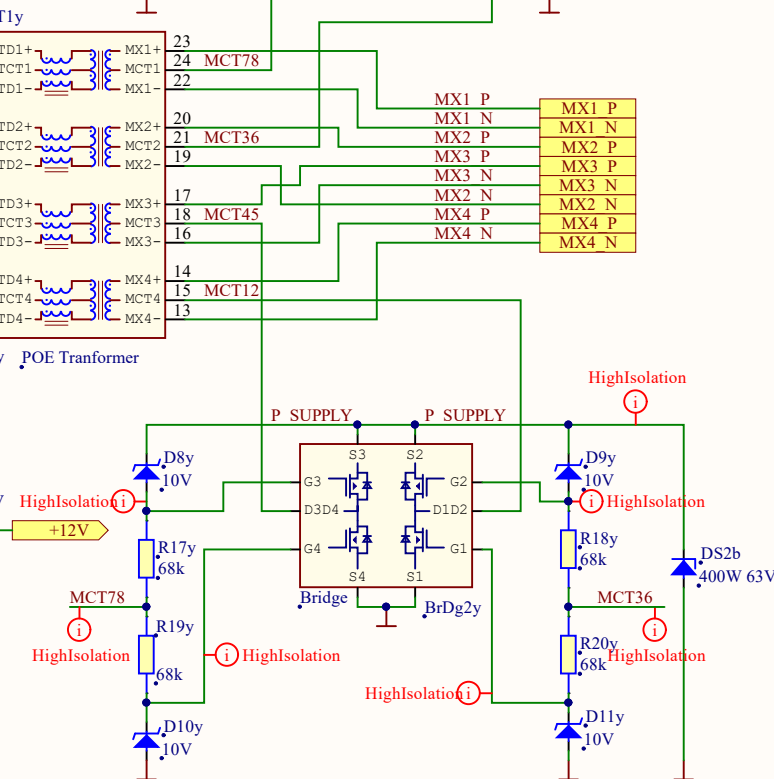 T1y
TD1+ MX1+ 23
TCT1 MCT1 24 MCT78
TD1- MX1- 22
TD2+ MX2+ 20
TCT2 MCT2 21 MCT36
TD2- MX2- 19
TD3+ MX3+ 17
TCT3 MCT3 18 MCT45
TD3- MX3- 16
TD4+ MX4+ 14
TCT4 MCT4 15 MCT12
TD4- MX4- 13
MX1_P MX1_P
MX1_N MX1_N
MX2_P MX2_P
MX3_P MX3_P
MX3_N MX3_N
MX2_N MX2_N
MX4_P MX4_P
MX4_N MX4_N
y POE Tranformer
HighIsolation
i
P_SUPPLY P_SUPPLY
S3 S2
D8y
10V
D9y
10V
G3 G2
HighIsolation i
i HighIsolation
D3D4 D1D2
+12V
G4 G1
R17y
68k
R18y
68k
DS2b
400W 63V
S4 S1
Bridge BrDg2y
MCT78 MCT36
i i
R19y
68k
R20y
68k
HighIsolation
i HighIsolation
HighIsolation
HighIsolation i
D10y
10V
D11y
10V